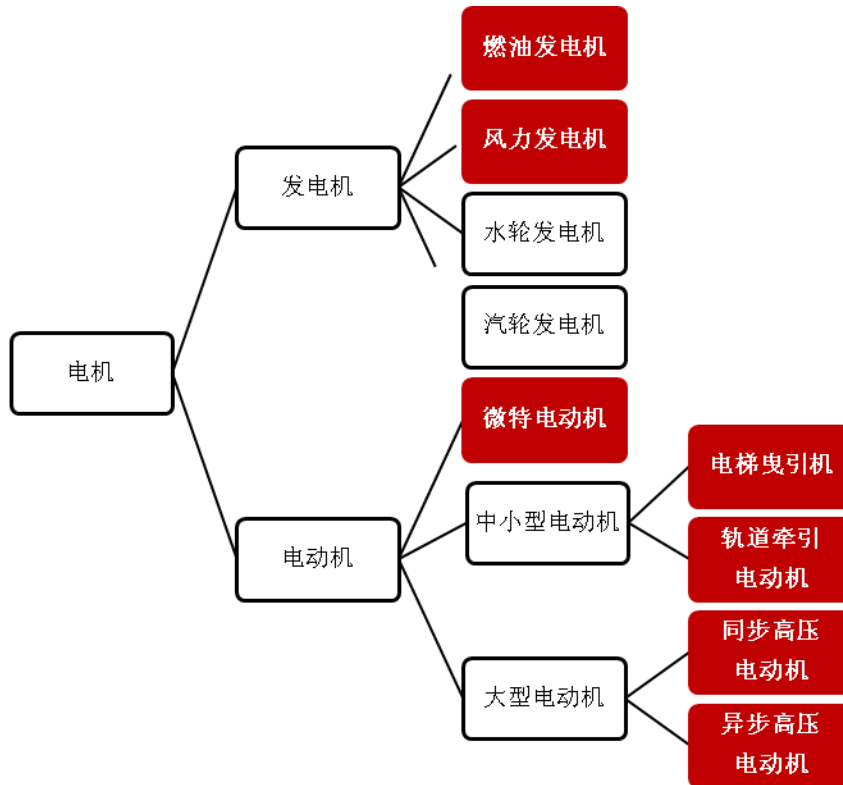 燃油发电机
风力发电机
发电机
水轮发电机
汽轮发电机
电机
微特电动机
电梯曳引机
中小型电动机
轨道牵引
电动机
电动机
同步高压
电动机
大型电动机
异步高压
电动机